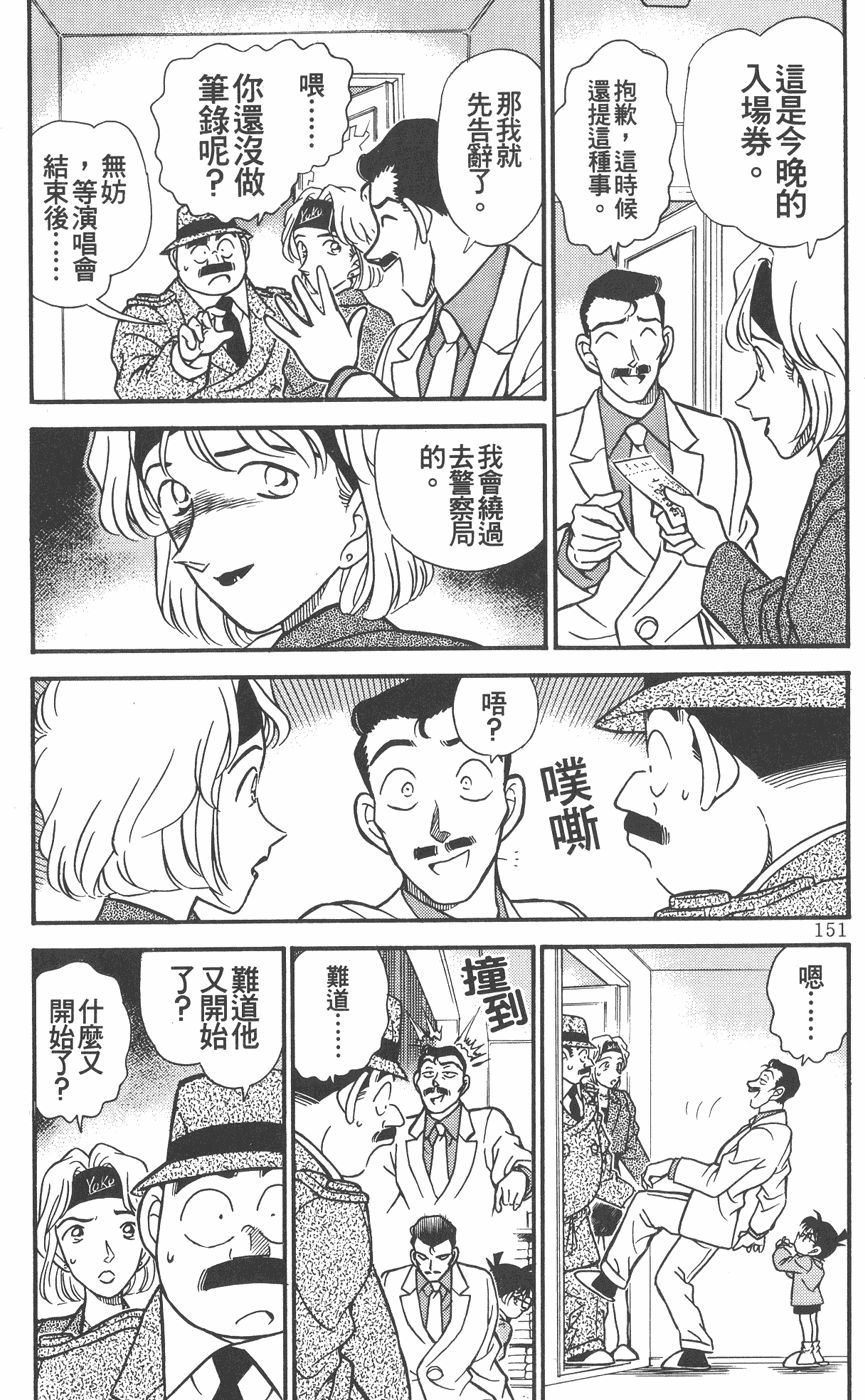 這是今晚的
入場券。
抱歉，這時候
還提這種事。
那我就
先告辭了。
喂……
你還沒做
筆錄呢？
無妨
，等演唱會
結束後……
YoKo
我會繞過
去警察局
的。
唔？
噗嘶
151
嗯……
撞到
難道……
難道他
又開始
了？
什麼又
開始了？
YoKo